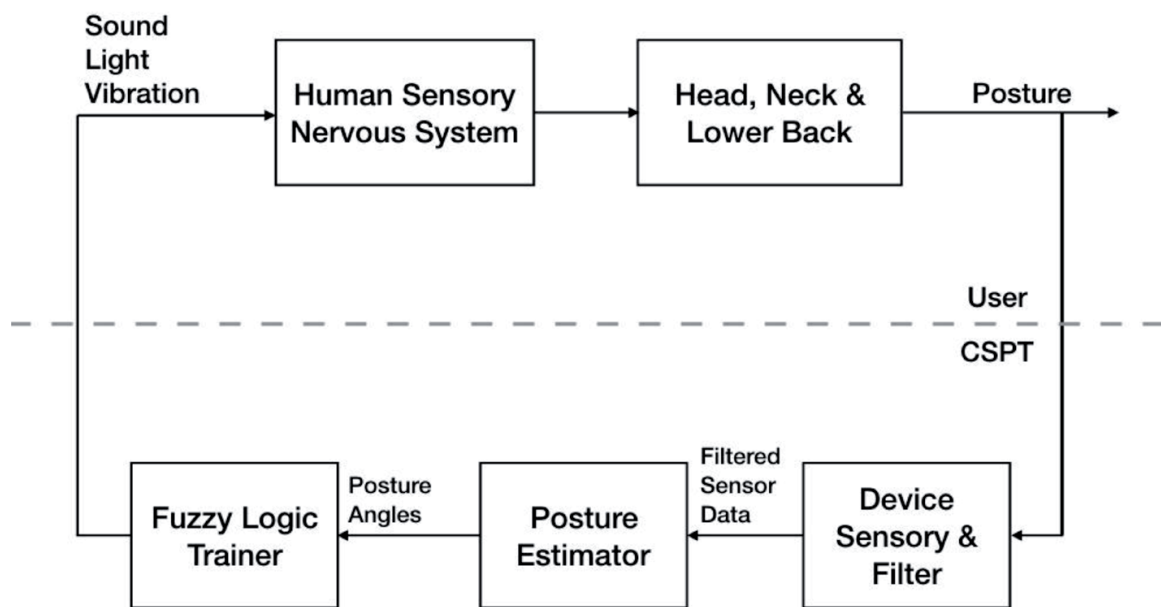 Sound
Light
Vibration
Human Sensory
Nervous System
Head, Neck &
Lower Back
Posture
User
CSPT
Fuzzy Logic
Trainer
Posture
Angles
Posture
Estimator
Filtered
Sensor
Data
Device
Sensory &
Filter